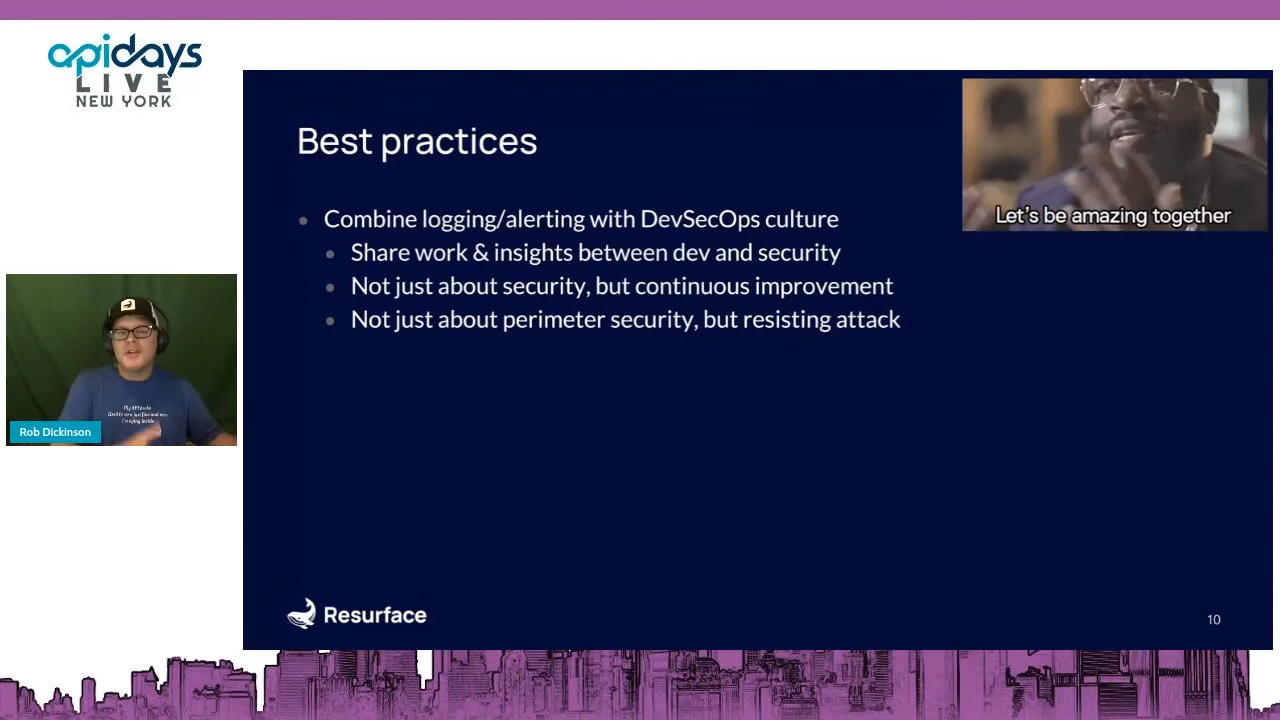 apidays
LIVE
NEW YORK
Best practices
Let's be amazing together
Combine logging/alerting with DevSecOps culture
Share work & insights between dev and security
Not just about security, but continuous improvement
Not just about perimeter security, but resisting attack
Rob Dickinson
Resurface
10